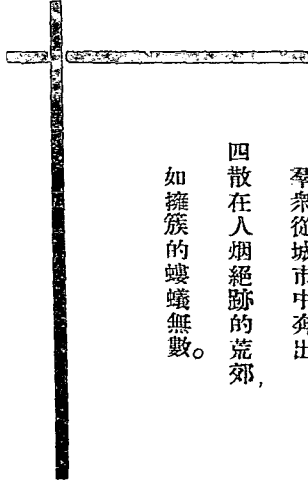 羣衆從城市中奔出
四散在人烟絕跡的荒郊,
如擁簇的螻蟻無數。